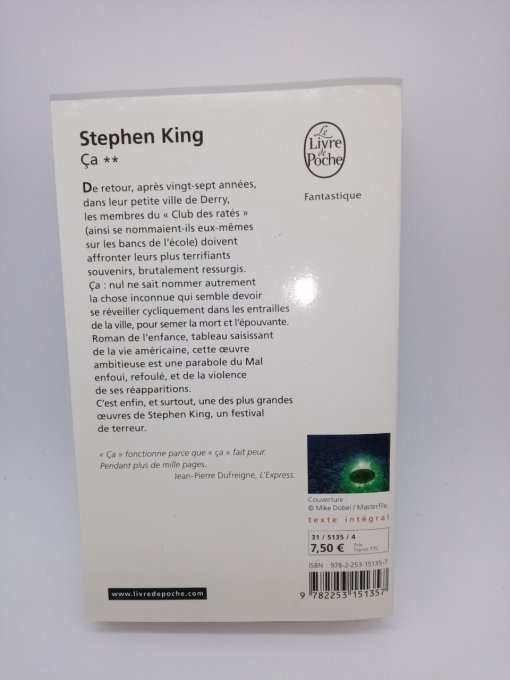 Stephen King
Ça **
Le
Livre
de
Poche
Fantastique
De retour, après vingt-sept années,
dans leur petite ville de Derry,
les membres du « Club des ratés »
(ainsi se nommaient-ils eux-mêmes
sur les bancs de l'école) doivent
affronter leurs plus terrifiants
souvenirs, brutalement ressurgis.
Ça : nul ne sait nommer autrement
la chose inconnue qui semble devoir
se réveiller cycliquement dans les entrailles
de la ville, pour semer la mort et l'épouvante.
Roman de l'enfance, tableau saisissant
de la vie américaine, cette œuvre
ambitieuse est une parabole du Mal
enfoui, refoulé, et de la violence
de ses réapparitions.
C'est enfin, et surtout, une des plus grandes
œuvres de Stephen King, un festival
de terreur.
« Ça » fonctionne parce que « ça » fait peur.
Pendant plus de mille pages.
Jean-Pierre Dufreigne, L'Express.
Couverture :
© Mike Dobel / Masterfile.
texte intégral
31 / 5135 / 4
7,50 € Prix
France TTC
ISBN : 978-2-253-15135-7
9 782253 151357
www.livredepoche.com